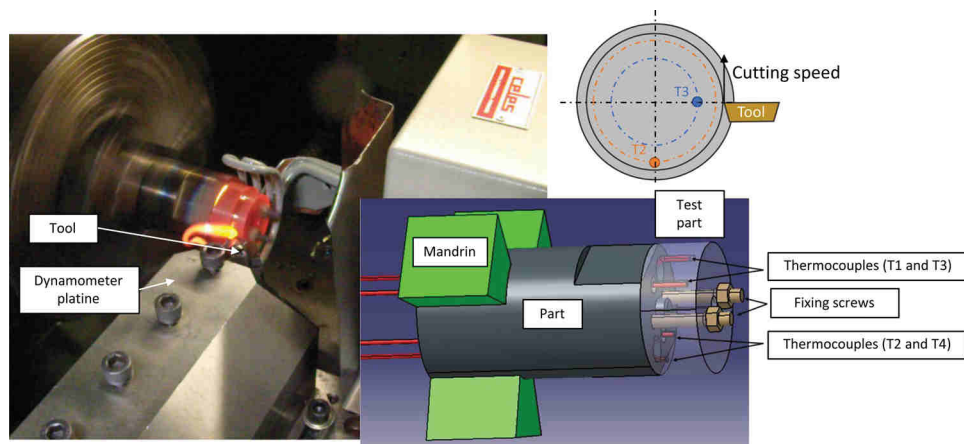 celes
Cutting speed
T3
Tool
T2
Test
part
Tool
Mandrin
Thermocouples (T1 and T3)
Dynamometer
platine
Part
Fixing screws
Thermocouples (T2 and T4)